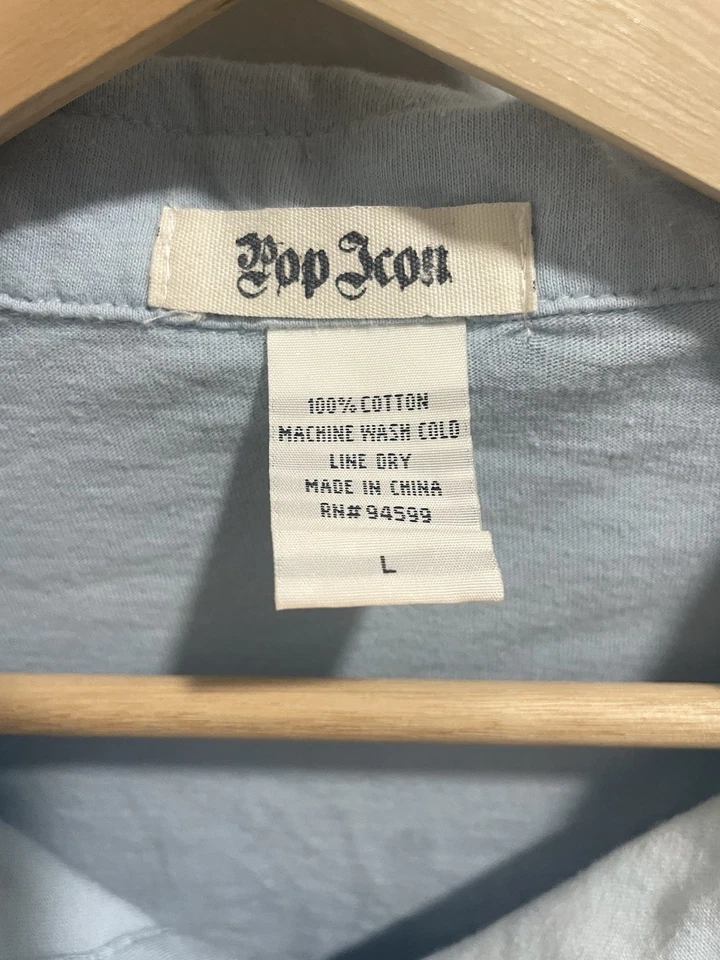 Pop Icon
100% COTTON
MACHINE WASH COLD
LINE DRY
MADE IN CHINA
RN# 94599
L